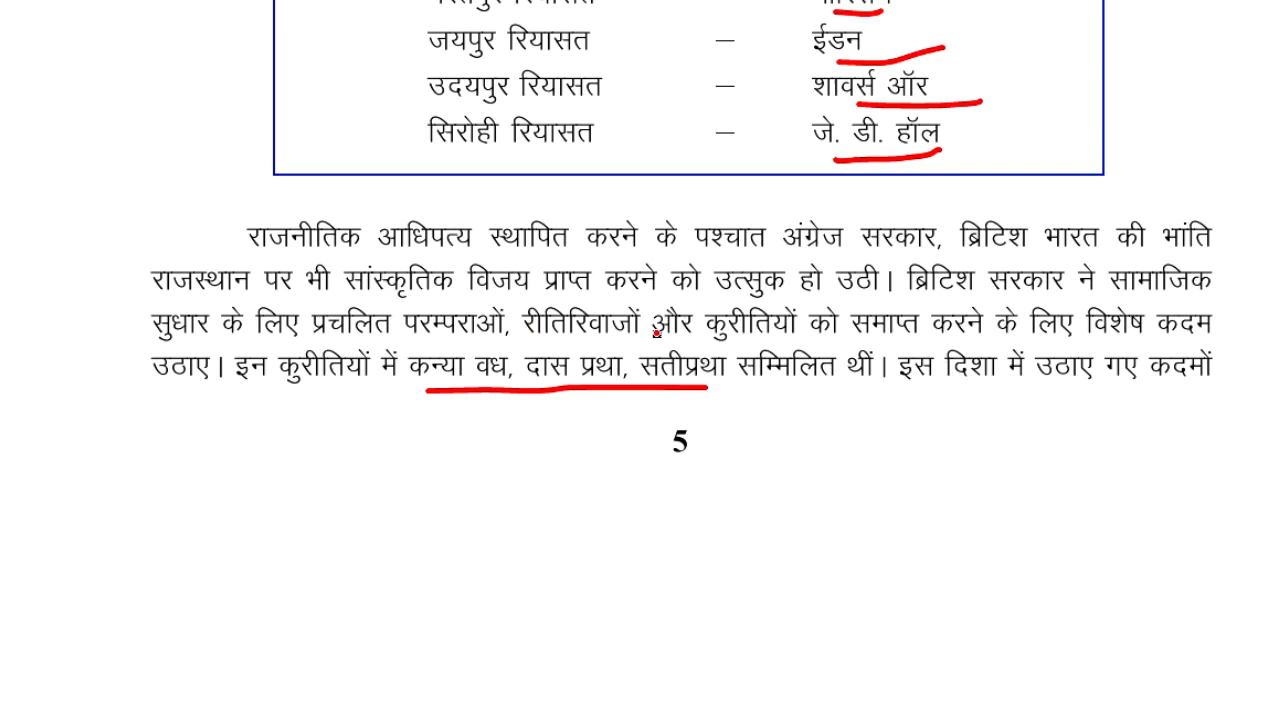 जयपुर रियासत – ईडन
उदयपुर रियासत – शावर्स ऑर
सिरोही रियासत – जे. डी. हॉल
राजनीतिक आधिपत्य स्थापित करने के पश्चात अंग्रेज सरकार, ब्रिटिश भारत की भांति
राजस्थान पर भी सांस्कृतिक विजय प्राप्त करने को उत्सुक हो उठी। ब्रिटिश सरकार ने सामाजिक
सुधार के लिए प्रचलित परम्पराओं, रीतिरिवाजों और कुरीतियों को समाप्त करने के लिए विशेष कदम
उठाए। इन कुरीतियों में कन्या वध, दास प्रथा, सतीप्रथा सम्मिलित थीं। इस दिशा में उठाए गए कदमों
5